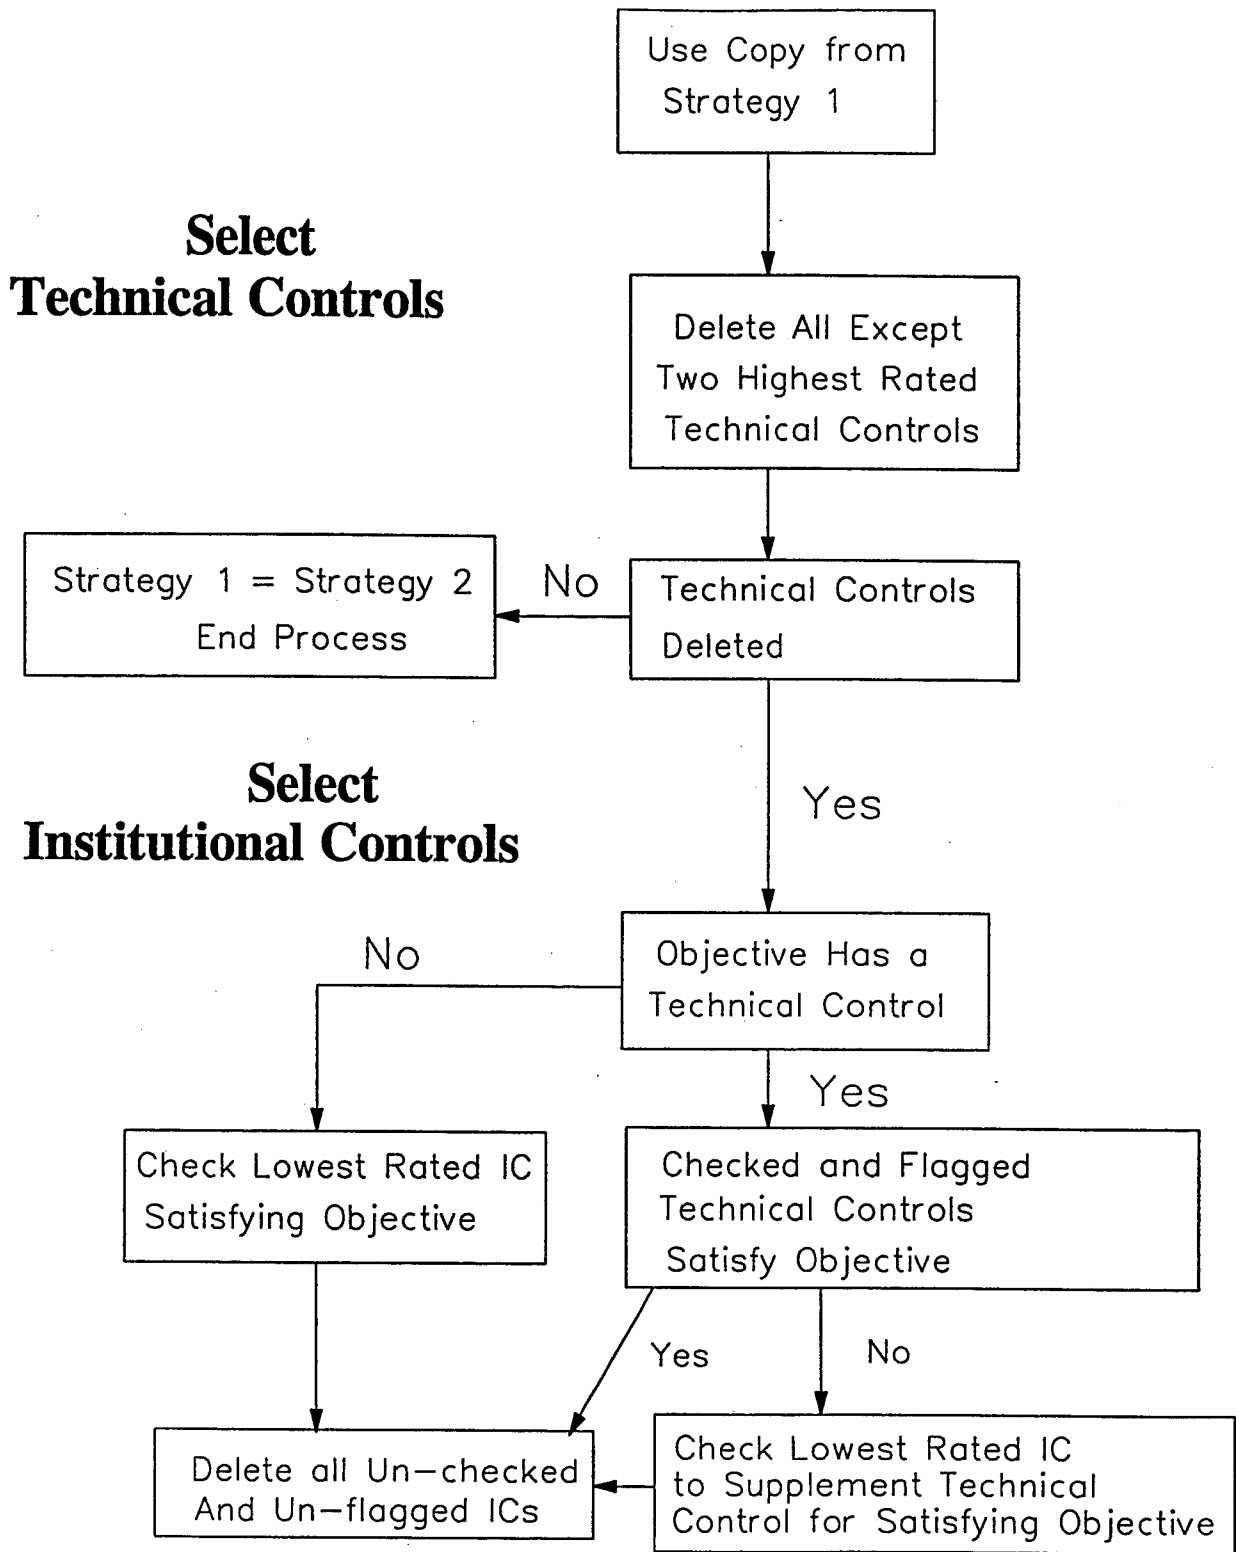 Use Copy from
Strategy 1
Select
Technical Controls
Delete All Except
Two Highest Rated
Technical Controls
Strategy 1 = Strategy 2
End Process
No
Technical Controls
Deleted
Select
Institutional Controls
Yes
No
Objective Has a
Technical Control
Yes
Check Lowest Rated IC
Satisfying Objective
Checked and Flagged
Technical Controls
Satisfy Objective
Yes
No
Delete all Un-checked
And Un-flagged ICs
Check Lowest Rated IC
to Supplement Technical
Control for Satisfying Objective